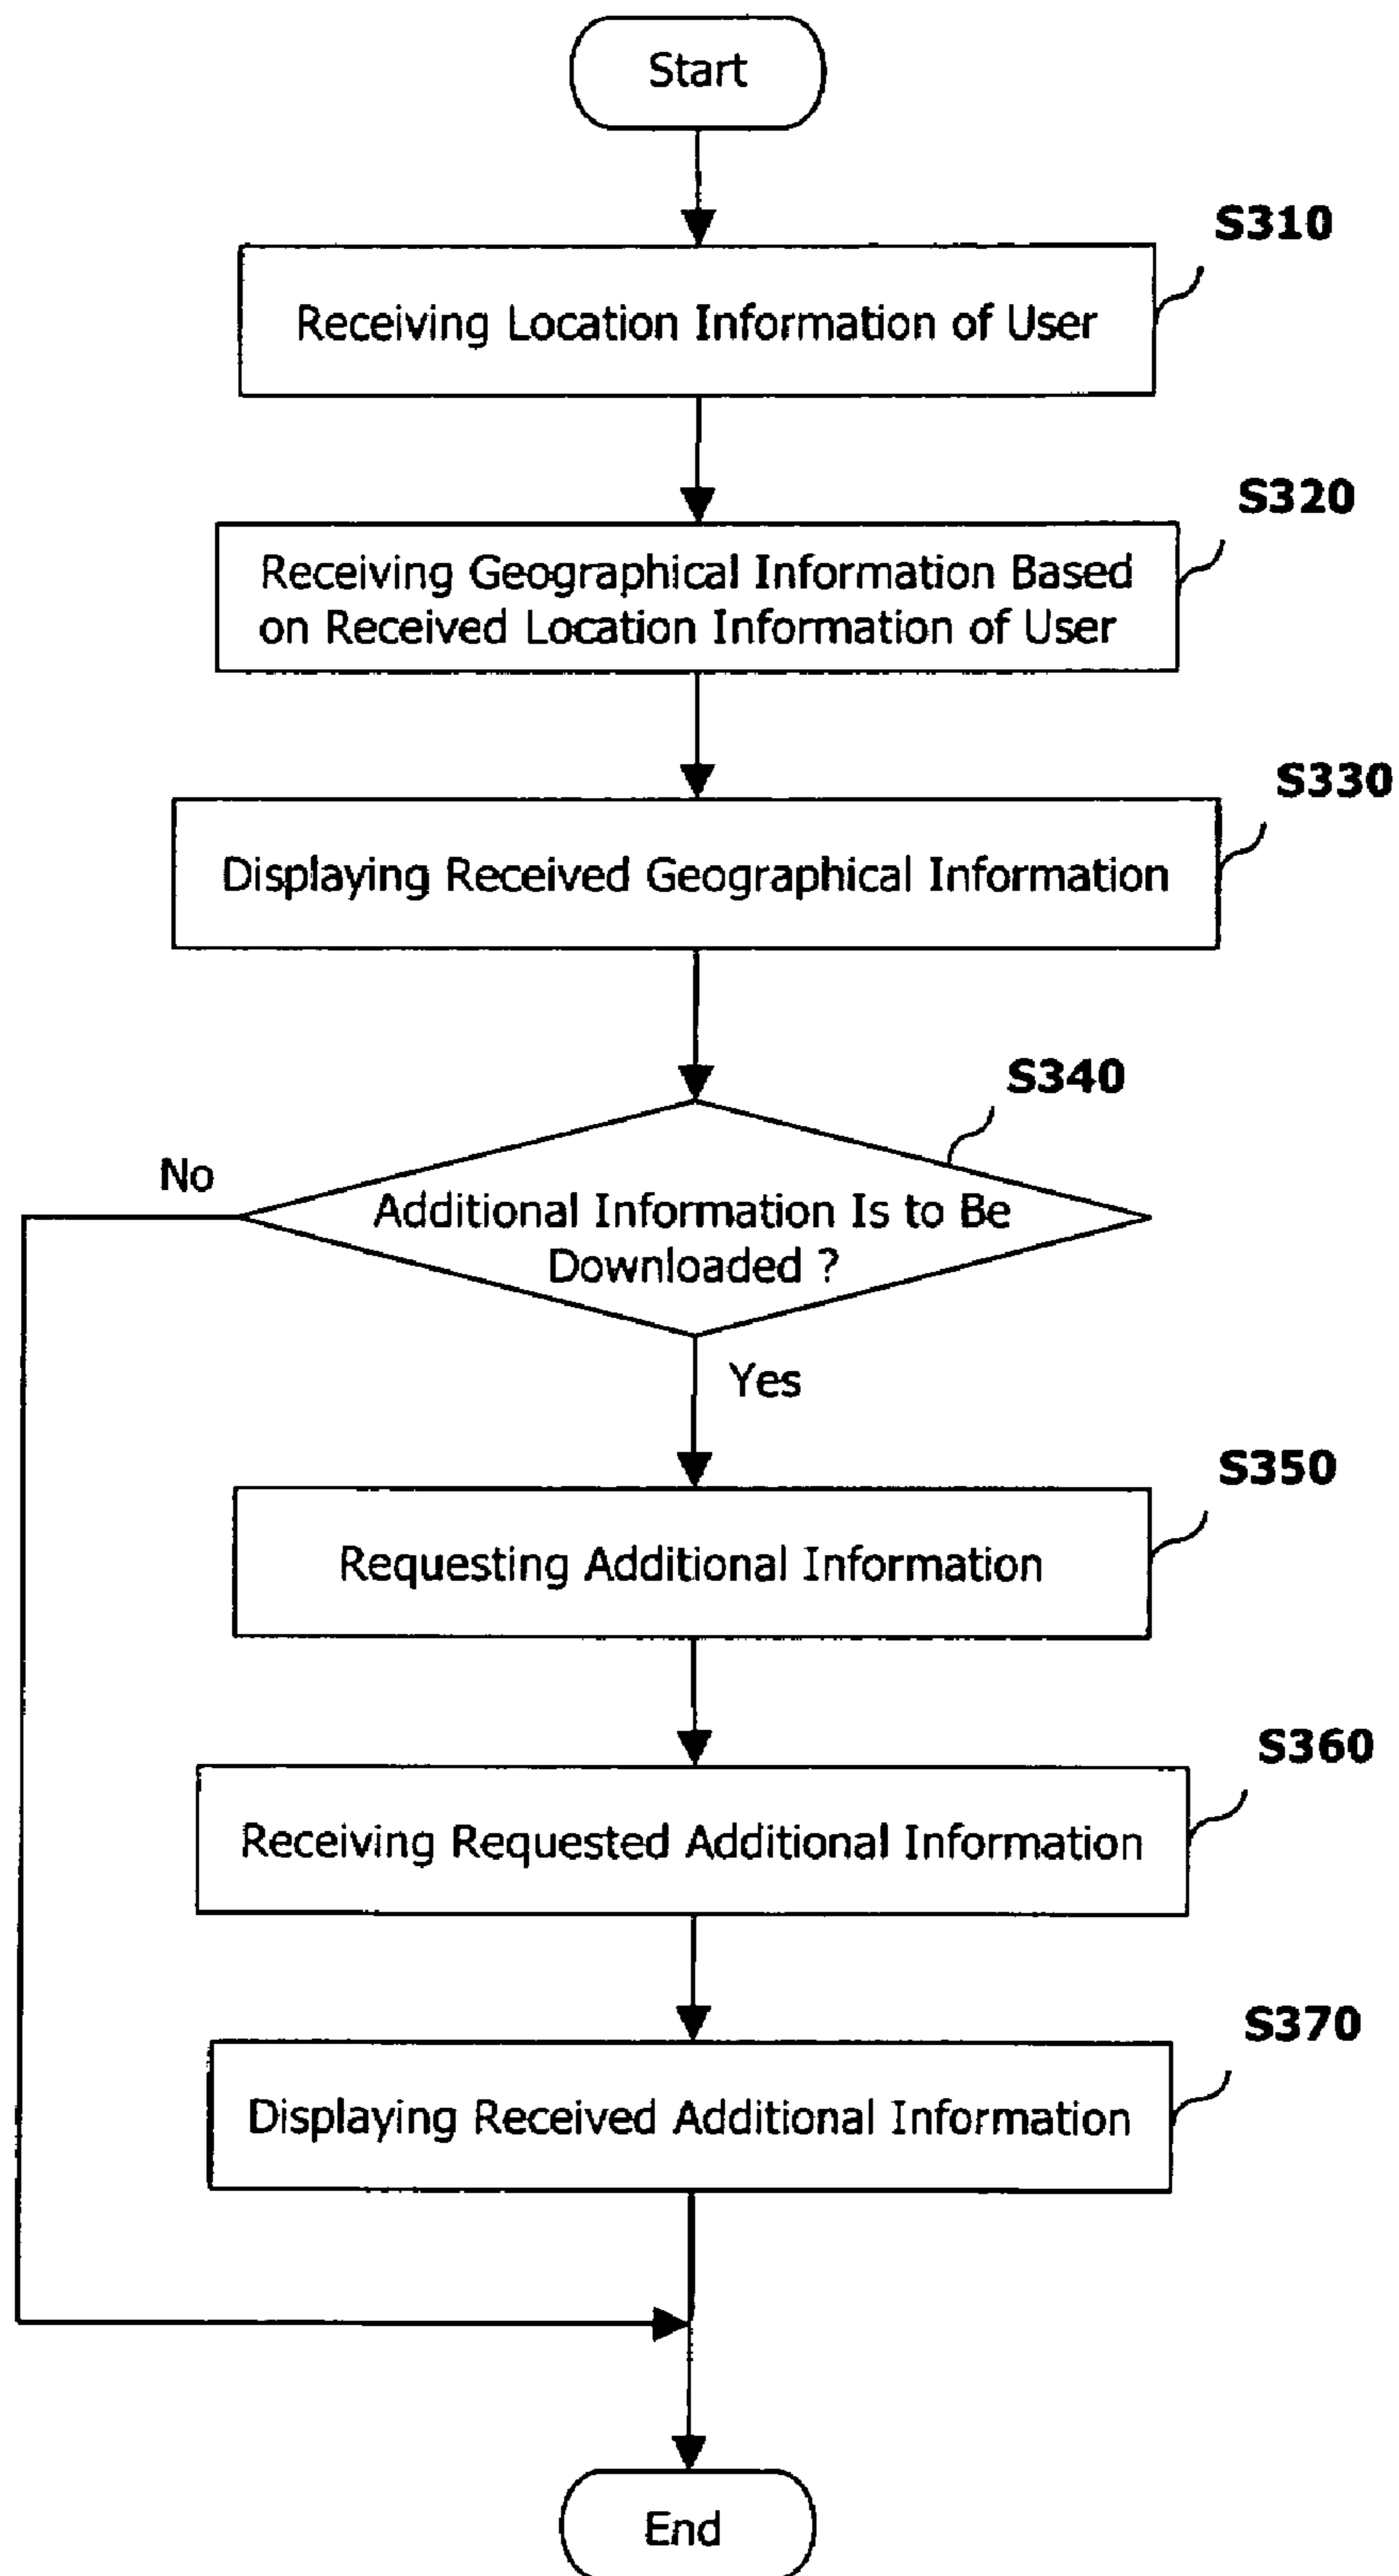 Start
S310
Receiving Location Information of User
S320
Receiving Geographical Information Based
on Received Location Information of User
S330
Displaying Received Geographical Information
S340
No
Additional Information Is to Be
Downloaded ?
Yes
S350
Requesting Additional Information
S360
Receiving Requested Additional Information
S370
Displaying Received Additional Information
End